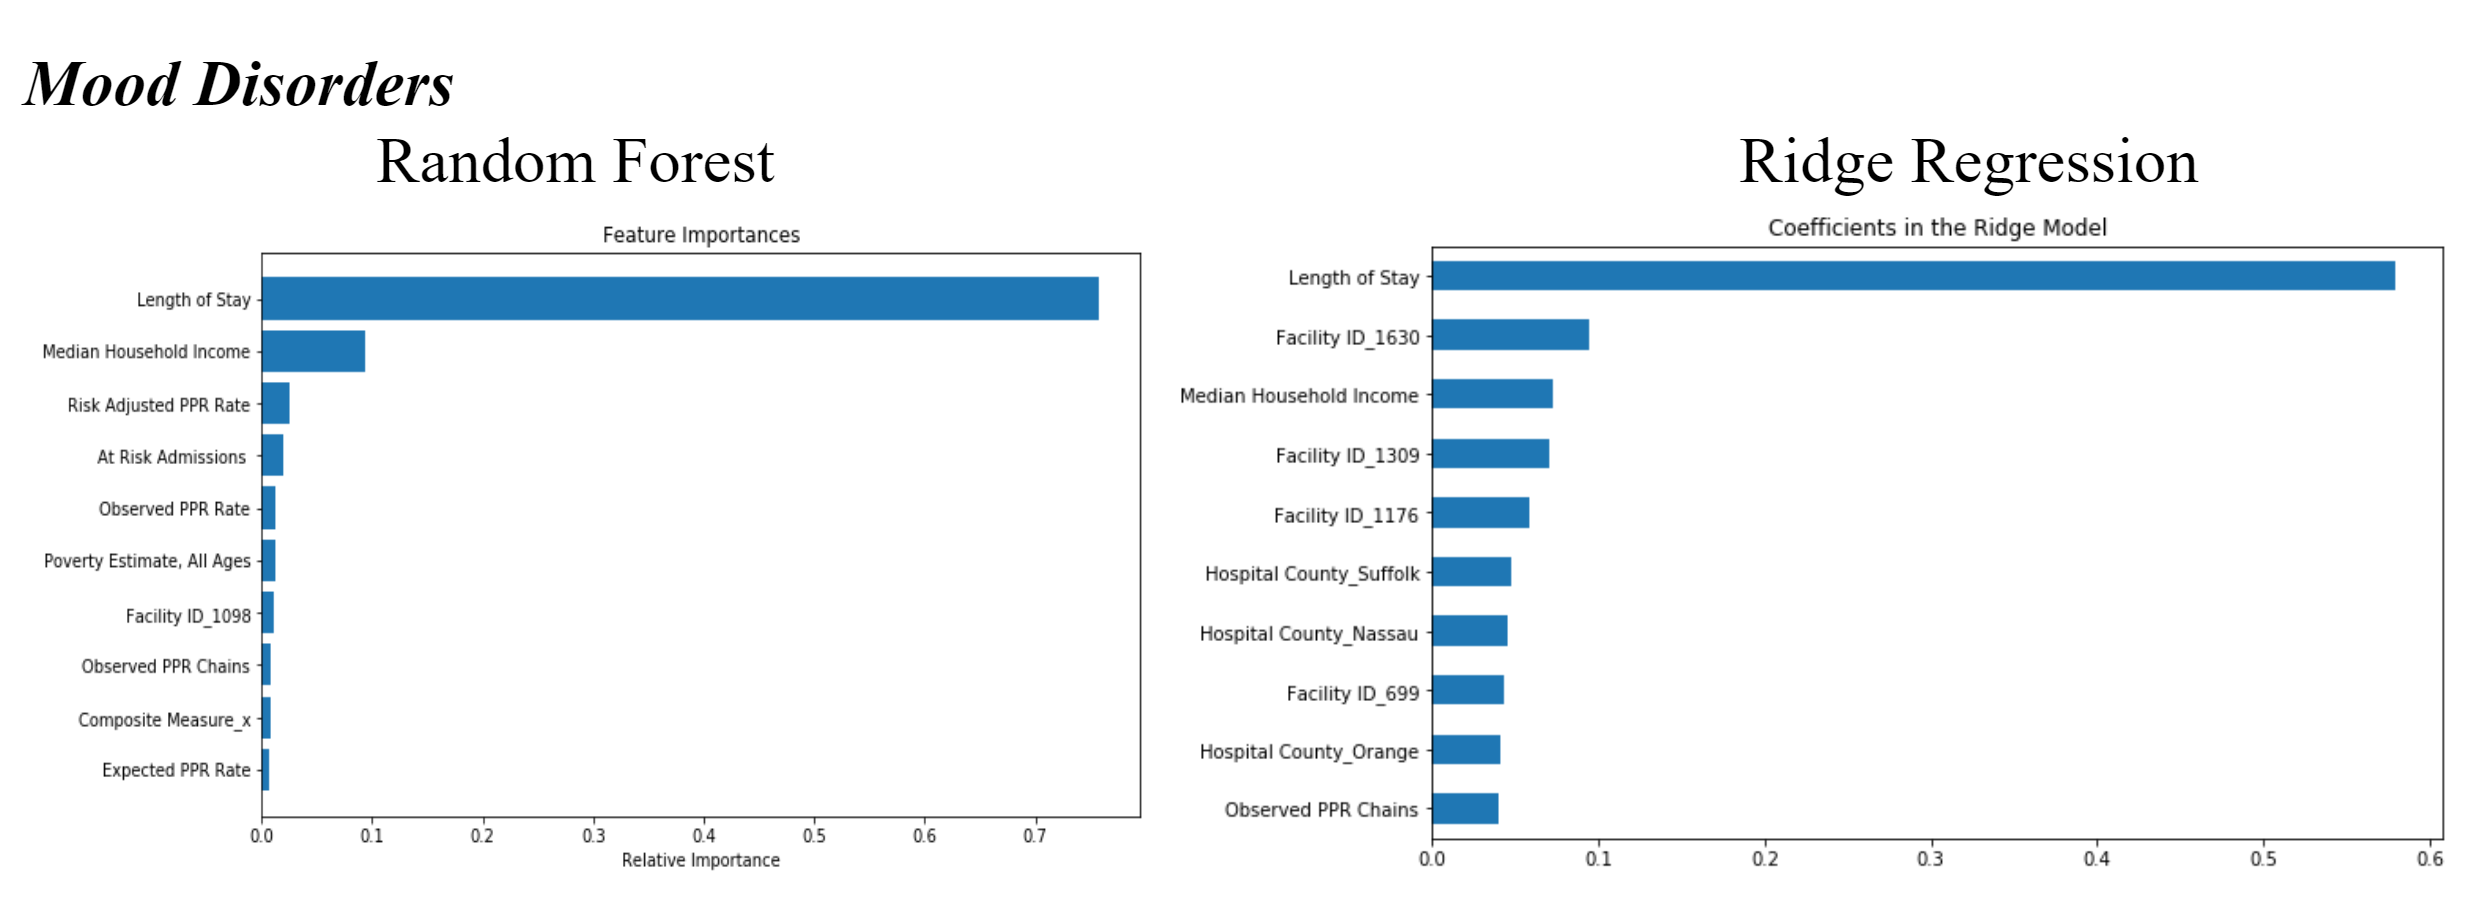 Mood Disorders
Random Forest
Feature Importances
Length of Stay
Median Household Income
Risk Adjusted PPR Rate
At Risk Admissions
Observed PPR Rate
Poverty Estimate, All Ages
Facility ID_1098
Observed PPR Chains
Composite Measure_x
Expected PPR Rate
0.0 0.1 0.2 0.3 0.4 0.5 0.6 0.7
Relative Importance
Ridge Regression
Coefficients in the Ridge Model
Length of Stay
Facility ID_1630
Median Household Income
Facility ID_1309
Facility ID_1176
Hospital County_Suffolk
Hospital County_Nassau
Facility ID_699
Hospital County_Orange
Observed PPR Chains
0.0 0.1 0.2 0.3 0.4 0.5 0.6